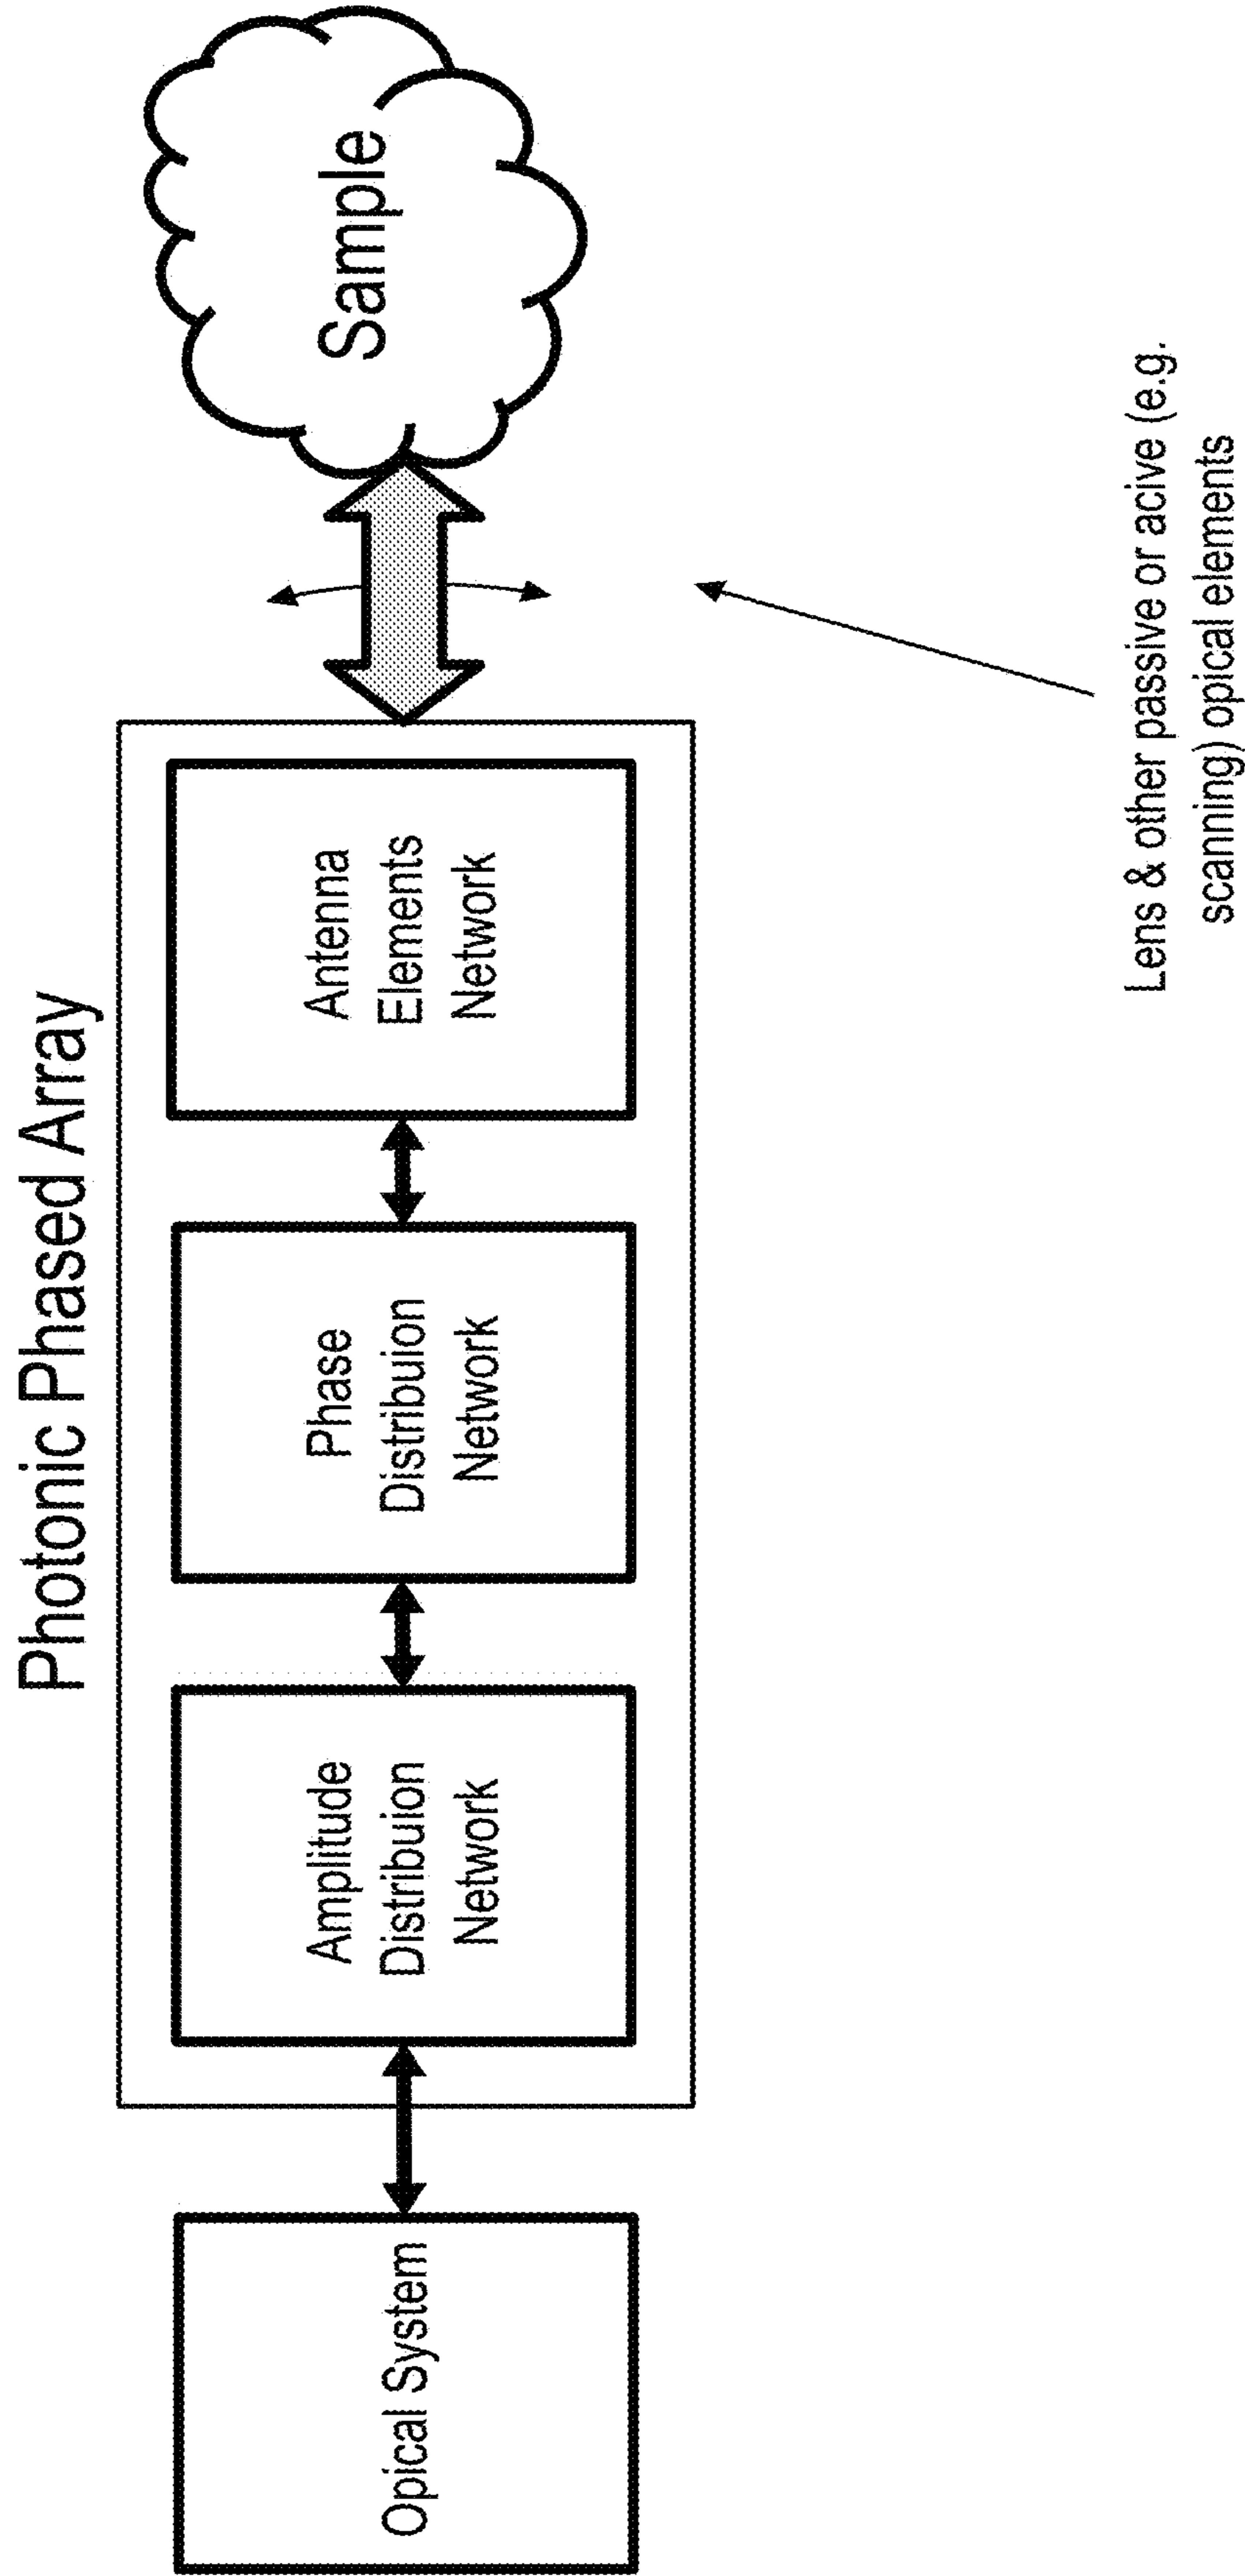 Photonic Phased Array
Opical System
Amplitude
Distribuion
Network
Phase
Distribuion
Network
Antenna
Elements
Network
Sample
Lens & other passive or acive (e.g.
scanning) opical elements